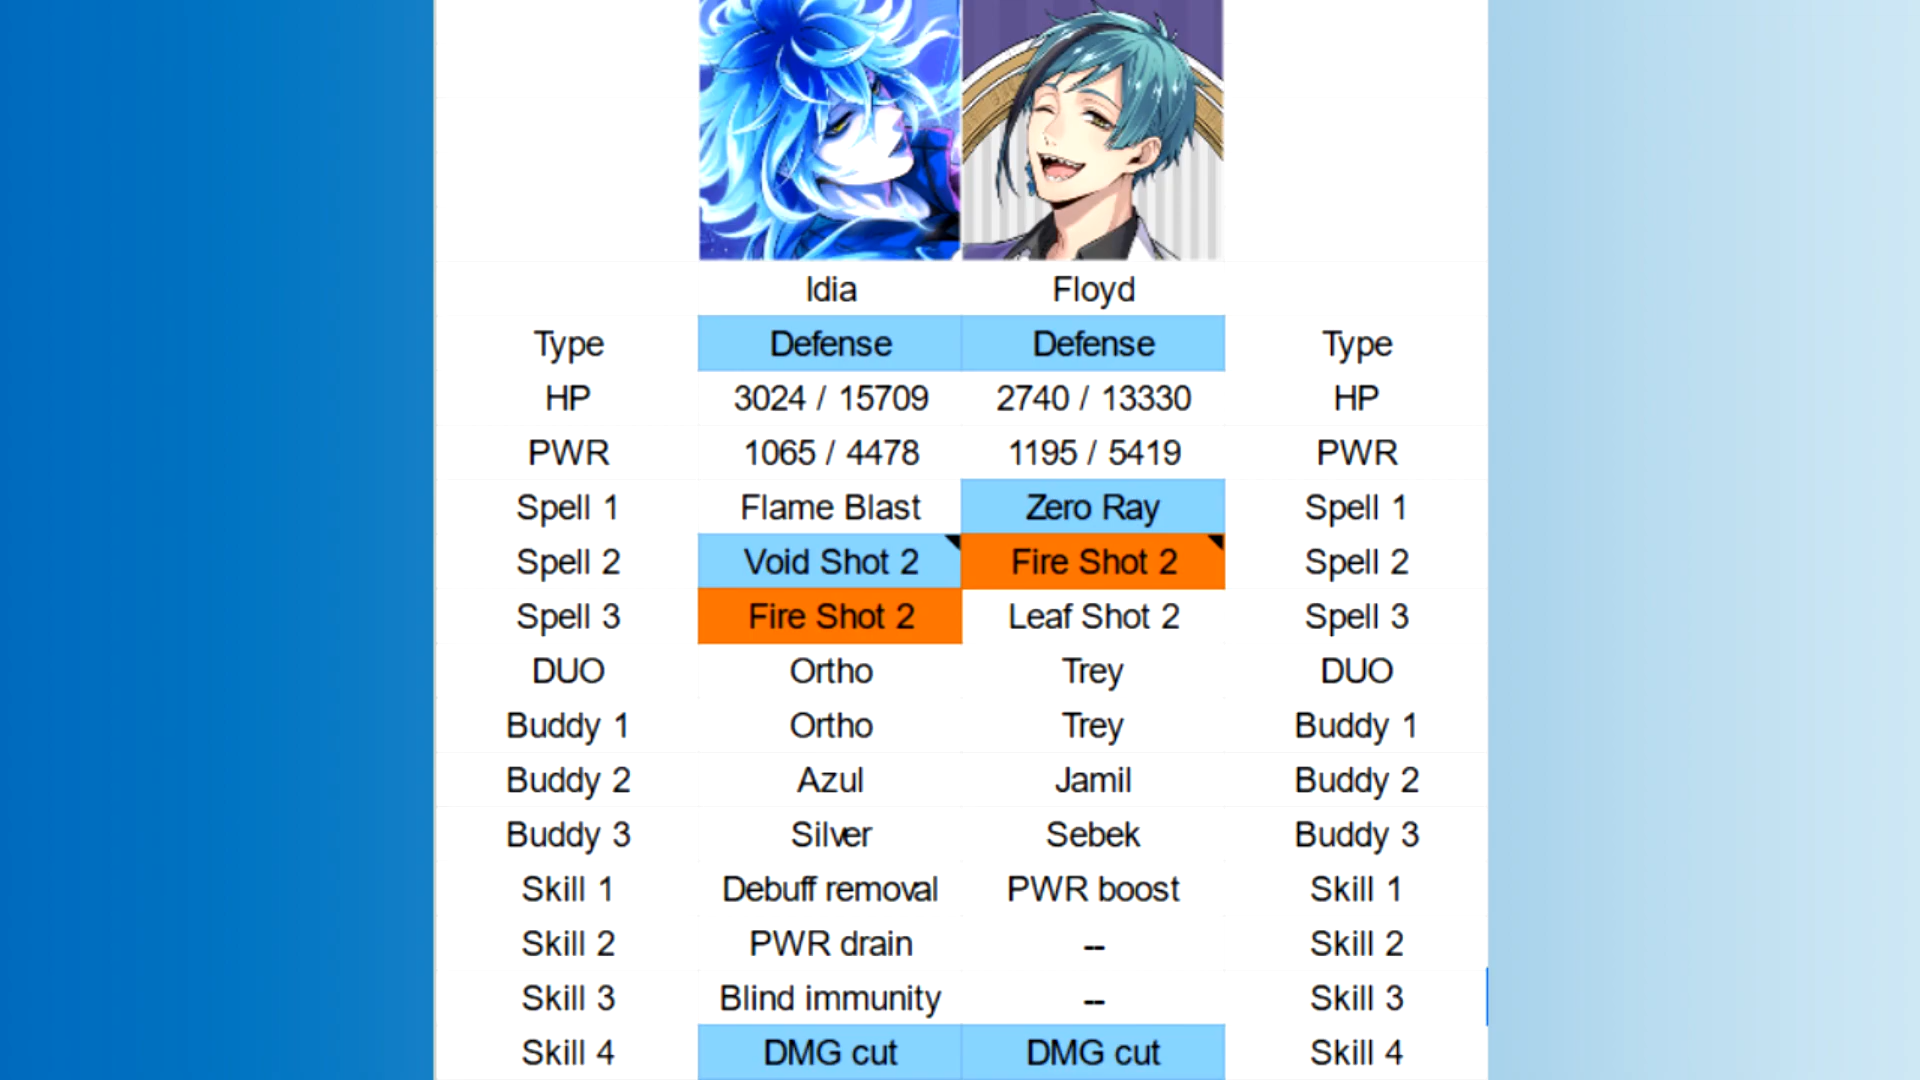 Idia Floyd
Type Defense Defense Type
HP 3024 / 15709 2740 / 13330 HP
PWR 1065 / 4478 1195 / 5419 PWR
Spell 1 Flame Blast Zero Ray Spell 1
Spell 2 Void Shot 2 Fire Shot 2 Spell 2
Spell 3 Fire Shot 2 Leaf Shot 2 Spell 3
DUO Ortho Trey DUO
Buddy 1 Ortho Trey Buddy 1
Buddy 2 Azul Jamil Buddy 2
Buddy 3 Silver Sebek Buddy 3
Skill 1 Debuff removal PWR boost Skill 1
Skill 2 PWR drain -- Skill 2
Skill 3 Blind immunity -- Skill 3
Skill 4 DMG cut DMG cut Skill 4